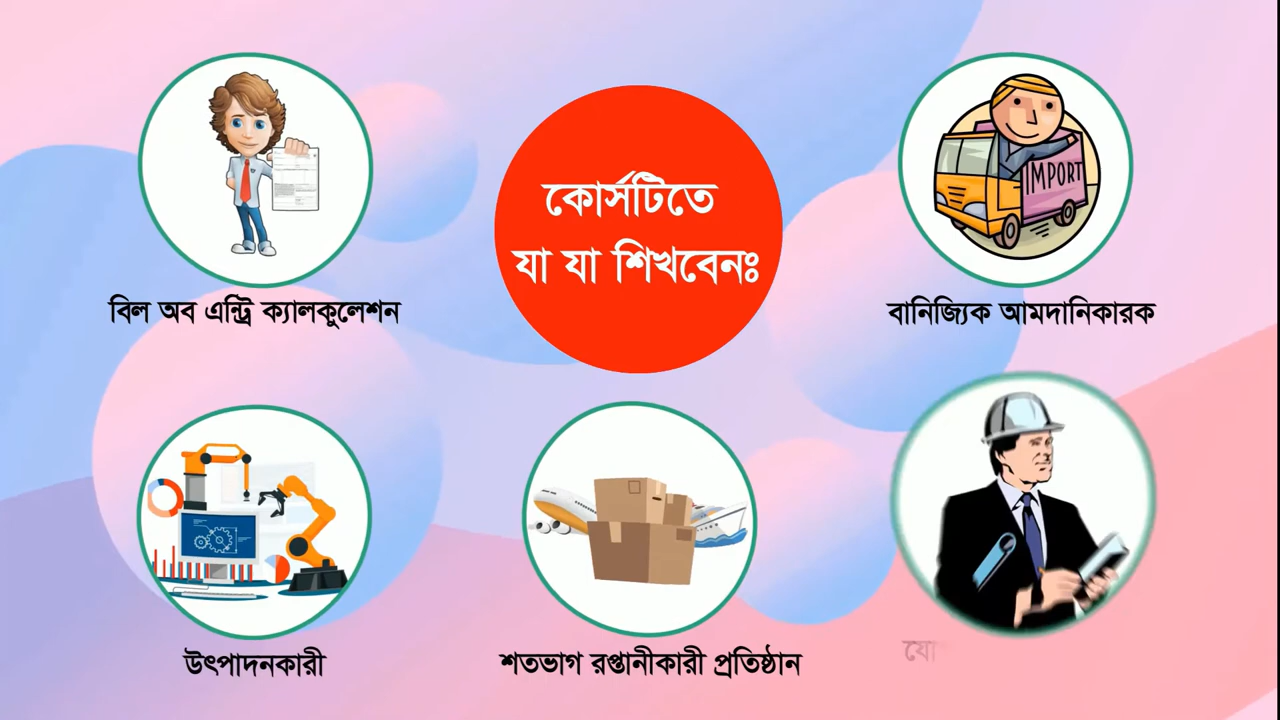 কোর্সটিতে
যা যা শিখবেনঃ
বিল অব এন্ট্রি ক্যালকুলেশন
IMPORT
বানিজ্যিক আমদানিকারক
উৎপাদনকারী
শতভাগ রপ্তানীকারী প্রতিষ্ঠান